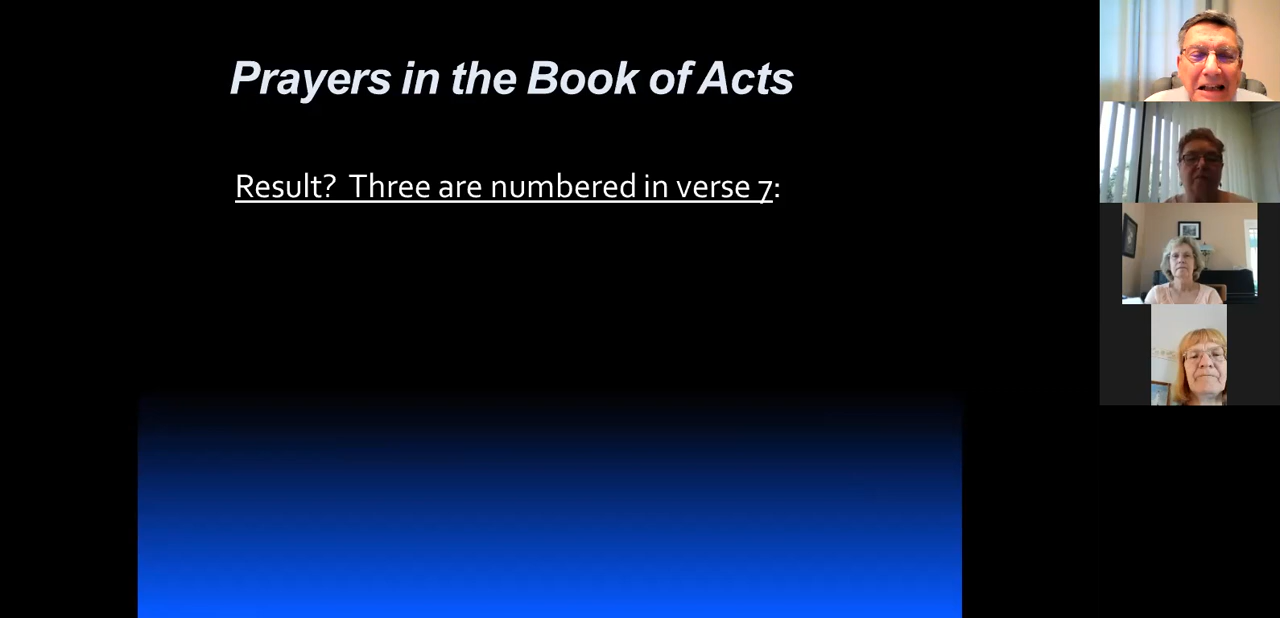 Prayers in the Book of Acts
Result?  Three are numbered in verse 7: